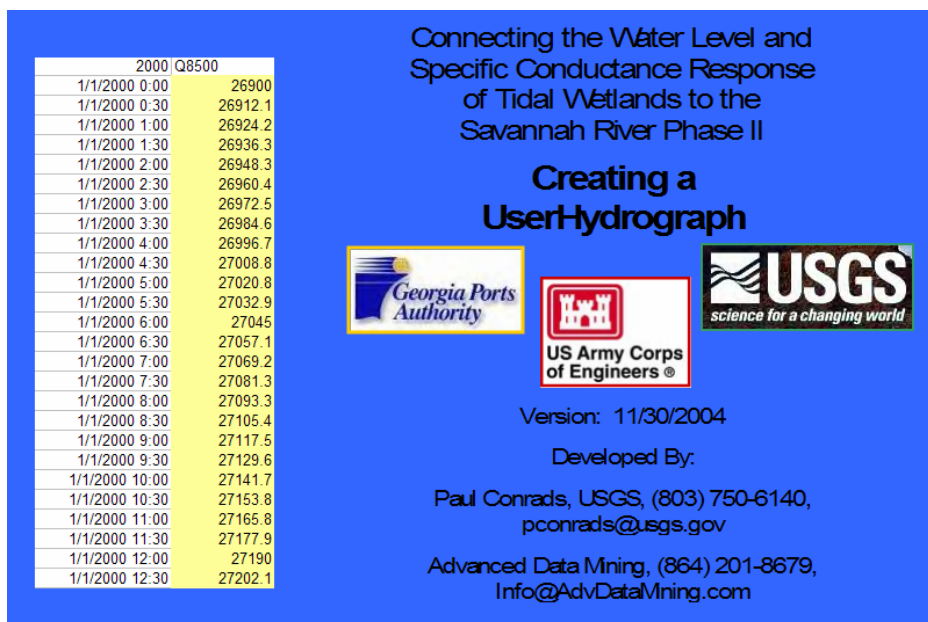 2000 Q8500
1/1/2000 0:00 26900
1/1/2000 0:30 26912.1
1/1/2000 1:00 26924.2
1/1/2000 1:30 26936.3
1/1/2000 2:00 26948.3
1/1/2000 2:30 26960.4
1/1/2000 3:00 26972.5
1/1/2000 3:30 26984.6
1/1/2000 4:00 26996.7
1/1/2000 4:30 27008.8
1/1/2000 5:00 27020.8
1/1/2000 5:30 27032.9
1/1/2000 6:00 27045
1/1/2000 6:30 27057.1
1/1/2000 7:00 27069.2
1/1/2000 7:30 27081.3
1/1/2000 8:00 27093.3
1/1/2000 8:30 27105.4
1/1/2000 9:00 27117.5
1/1/2000 9:30 27129.6
1/1/2000 10:00 27141.7
1/1/2000 10:30 27153.8
1/1/2000 11:00 27165.8
1/1/2000 11:30 27177.9
1/1/2000 12:00 27190
1/1/2000 12:30 27202.1
Connecting the Water Level and
Specific Conductance Response
of Tidal Wetlands to the
Savannah River Phase II
Creating a
UserHydrograph
Georgia Ports
Authority
US Army Corps
of Engineers ®
USGS
science for a changing world
Version: 11/30/2004
Developed By:
Paul Conrads, USGS, (803) 750-6140,
pconrads@usgs.gov
Advanced Data Mining, (864) 201-8679,
Info@AdvDataMining.com